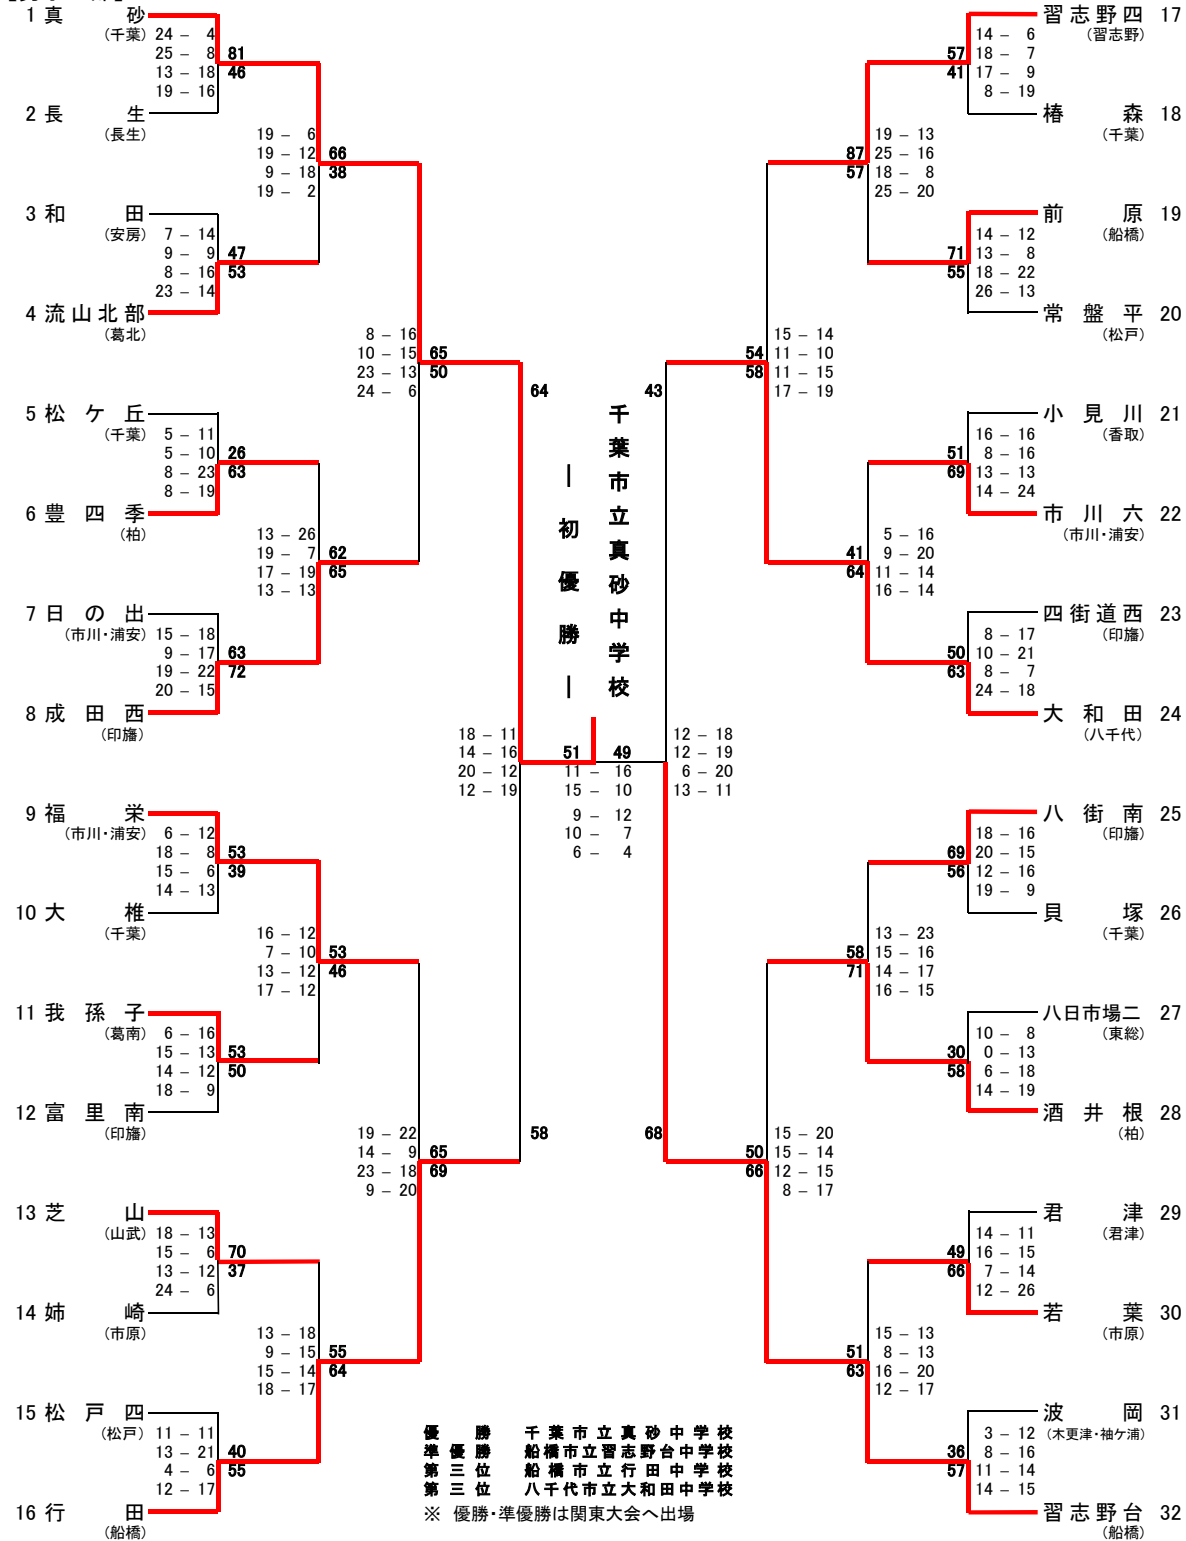 1 真砂
(千葉)
24 – 4
25 – 8
13 – 18
19 – 16
81
46
2 長生
(長生)
19 – 6
19 – 12
9 – 18
19 – 2
66
38
3 和田
(安房)
7 – 14
9 – 9
8 – 16
23 – 14
47
53
4 流山北部
(葛北)
8 – 16
10 – 15
23 – 13
24 – 6
65
50
5 松ケ丘
(千葉)
5 – 11
5 – 10
8 – 23
8 – 19
26
63
6 豊四季
(柏)
13 – 26
19 – 7
17 – 19
13 – 13
62
65
7 日の出
(市川・浦安)
15 – 18
9 – 17
19 – 22
20 – 15
63
72
8 成田西
(印旛)
18 – 11
14 – 16
20 – 12
12 – 19
64
58
9 福栄
(市川・浦安)
6 – 12
18 – 8
15 – 6
14 – 13
53
39
10 大椎
(千葉)
16 – 12
7 – 10
13 – 12
17 – 12
53
46
11 我孫子
(葛南)
6 – 16
15 – 13
14 – 12
18 – 9
53
50
12 富里南
(印旛)
19 – 22
14 – 9
23 – 18
9 – 20
65
69
13 芝山
(山武)
18 – 13
15 – 6
13 – 12
24 – 6
70
37
14 姉崎
(市原)
13 – 18
9 – 15
15 – 14
18 – 17
55
64
15 松戸四
(松戸)
11 – 11
13 – 21
4 – 6
12 – 17
40
55
16 行田
(船橋)
千葉市立真砂中学校
―初優勝―
51 49
11 – 16
15 – 10
9 – 12
10 – 7
6 – 4
習志野四 17
(習志野)
14 – 6
18 – 7
17 – 9
8 – 19
57
41
椿森 18
(千葉)
19 – 13
25 – 16
18 – 8
25 – 20
87
57
前原 19
(船橋)
14 – 12
13 – 8
18 – 22
26 – 13
71
55
常盤平 20
(松戸)
15 – 14
11 – 10
11 – 15
17 – 19
54
58
小見川 21
(香取)
16 – 16
8 – 16
13 – 13
14 – 24
51
69
市川六 22
(市川・浦安)
5 – 16
9 – 20
11 – 14
16 – 14
41
64
四街道西 23
(印旛)
8 – 17
10 – 21
8 – 7
24 – 18
50
63
大和田 24
(八千代)
12 – 18
12 – 19
6 – 20
13 – 11
43
68
八街南 25
(印旛)
18 – 16
20 – 15
12 – 16
19 – 9
69
56
貝塚 26
(千葉)
13 – 23
15 – 16
14 – 17
16 – 15
58
71
八日市場二 27
(東総)
10 – 8
0 – 13
6 – 18
14 – 19
30
58
酒井根 28
(柏)
15 – 20
15 – 14
12 – 15
8 – 17
50
66
君津 29
(君津)
14 – 11
16 – 15
7 – 14
12 – 26
49
66
若葉 30
(市原)
15 – 13
8 – 13
16 – 20
12 – 17
51
63
波岡 31
(木更津・袖ケ浦)
3 – 12
8 – 16
11 – 14
14 – 15
36
57
習志野台 32
(船橋)
優勝 千葉市立真砂中学校
準優勝 船橋市立習志野台中学校
第三位 船橋市立行田中学校
第三位 八千代市立大和田中学校
※ 優勝・準優勝は関東大会へ出場